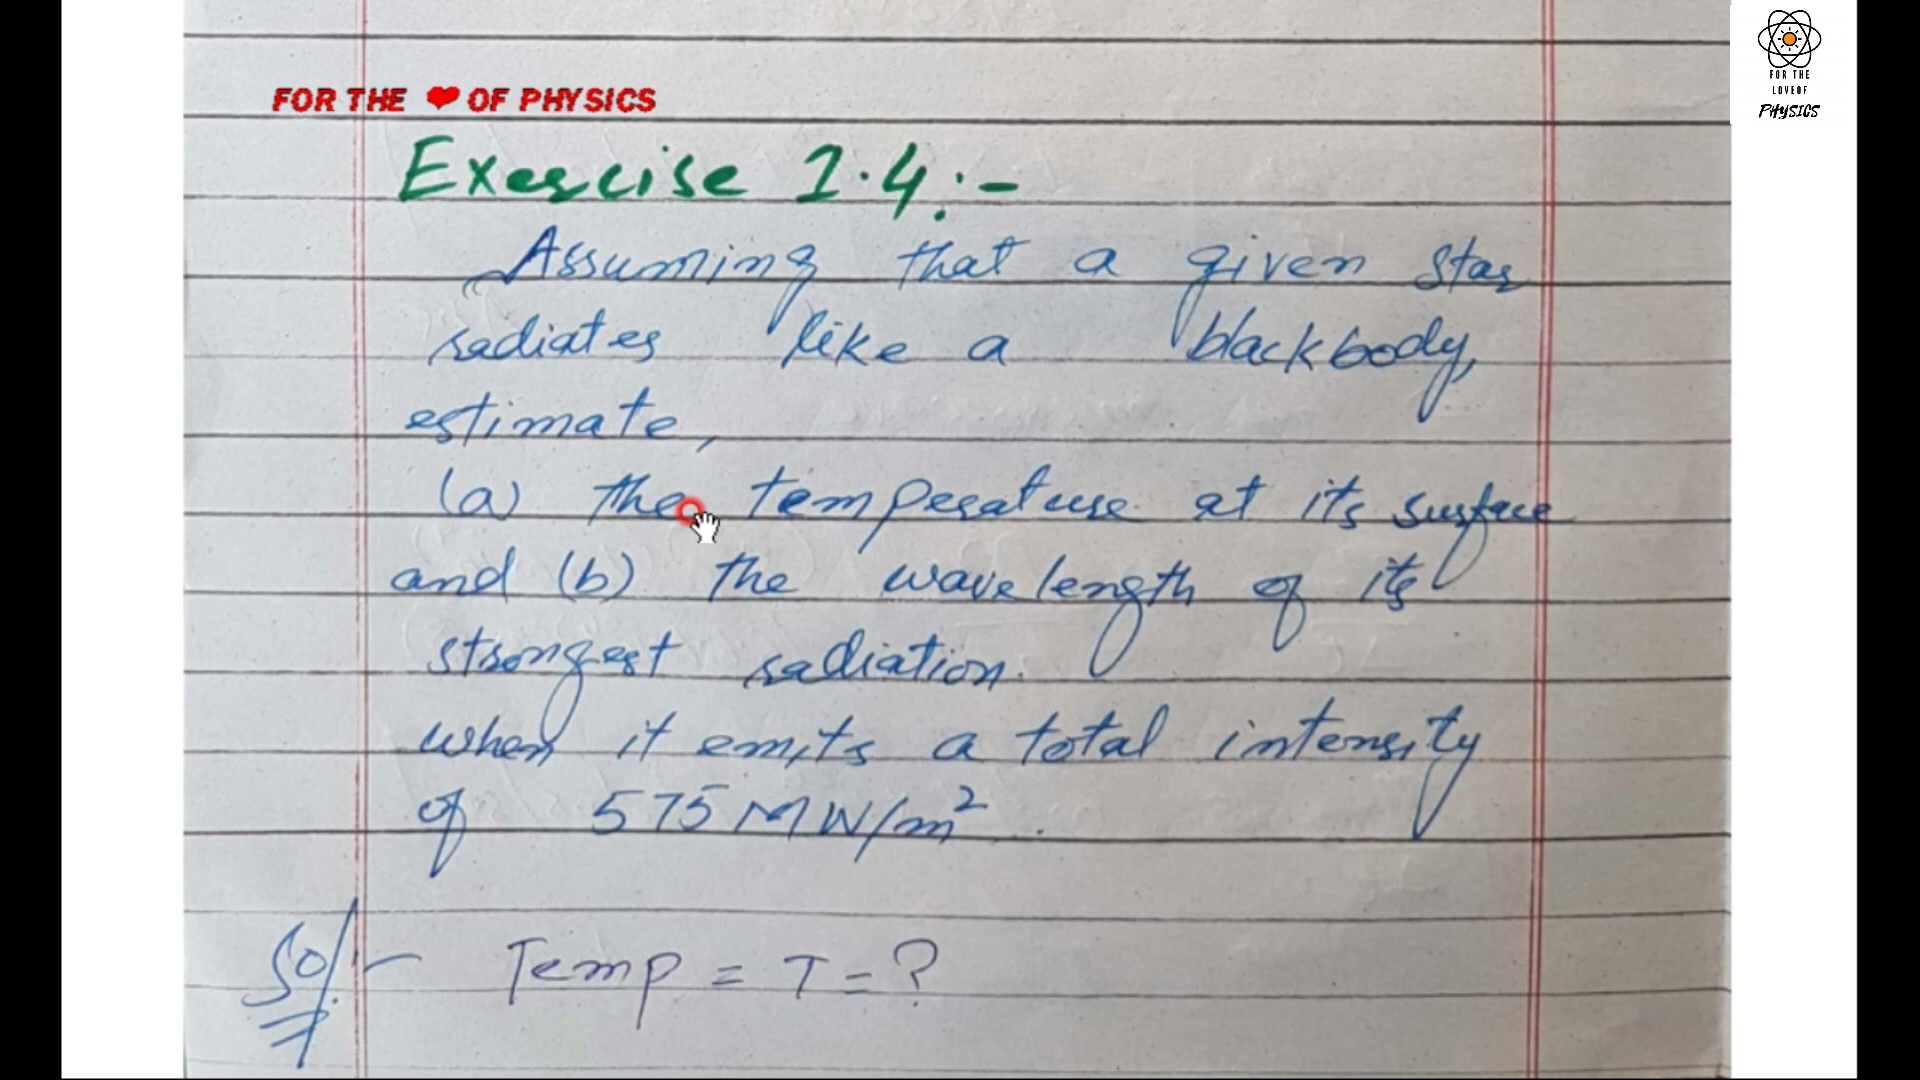 FOR THE
LOVE OF
PHYSICS
FOR THE ❤ OF PHYSICS
Exercise 1.4:-
Assuming that a given star
radiates like a blackbody,
estimate,
(a) the temperature at its surface
and (b) the wavelength of its
strongest radiation.
when it emits a total intensity
of 575 MW/m²
Sol:- Temp = T = ?